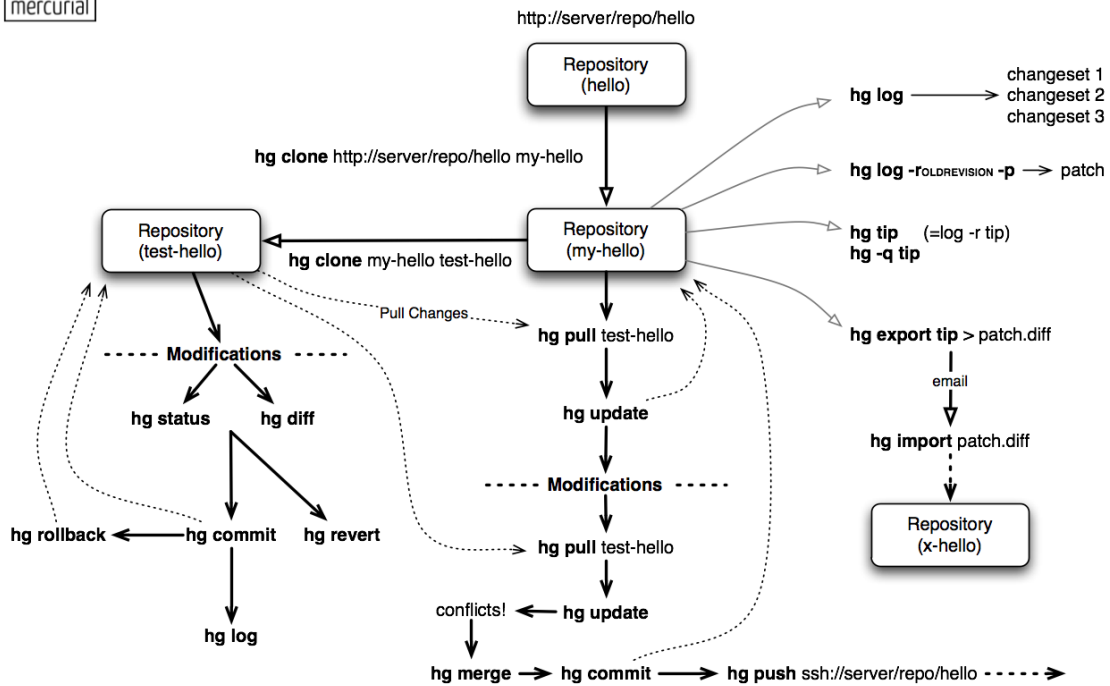 mercurial
http://server/repo/hello
Repository
(hello)
hg clone http://server/repo/hello my-hello
Repository
(my-hello)
hg clone my-hello test-hello
Repository
(test-hello)
Pull Changes
Modifications
hg status
hg diff
hg rollback
hg commit
hg revert
hg log
hg pull test-hello
hg update
Modifications
hg pull test-hello
conflicts!
hg update
hg merge
hg commit
hg push ssh://server/repo/hello
hg log
changeset 1
changeset 2
changeset 3
hg log -rOLDREVISION -p
patch
hg tip (=log -r tip)
hg -q tip
hg export tip > patch.diff
email
hg import patch.diff
Repository
(x-hello)